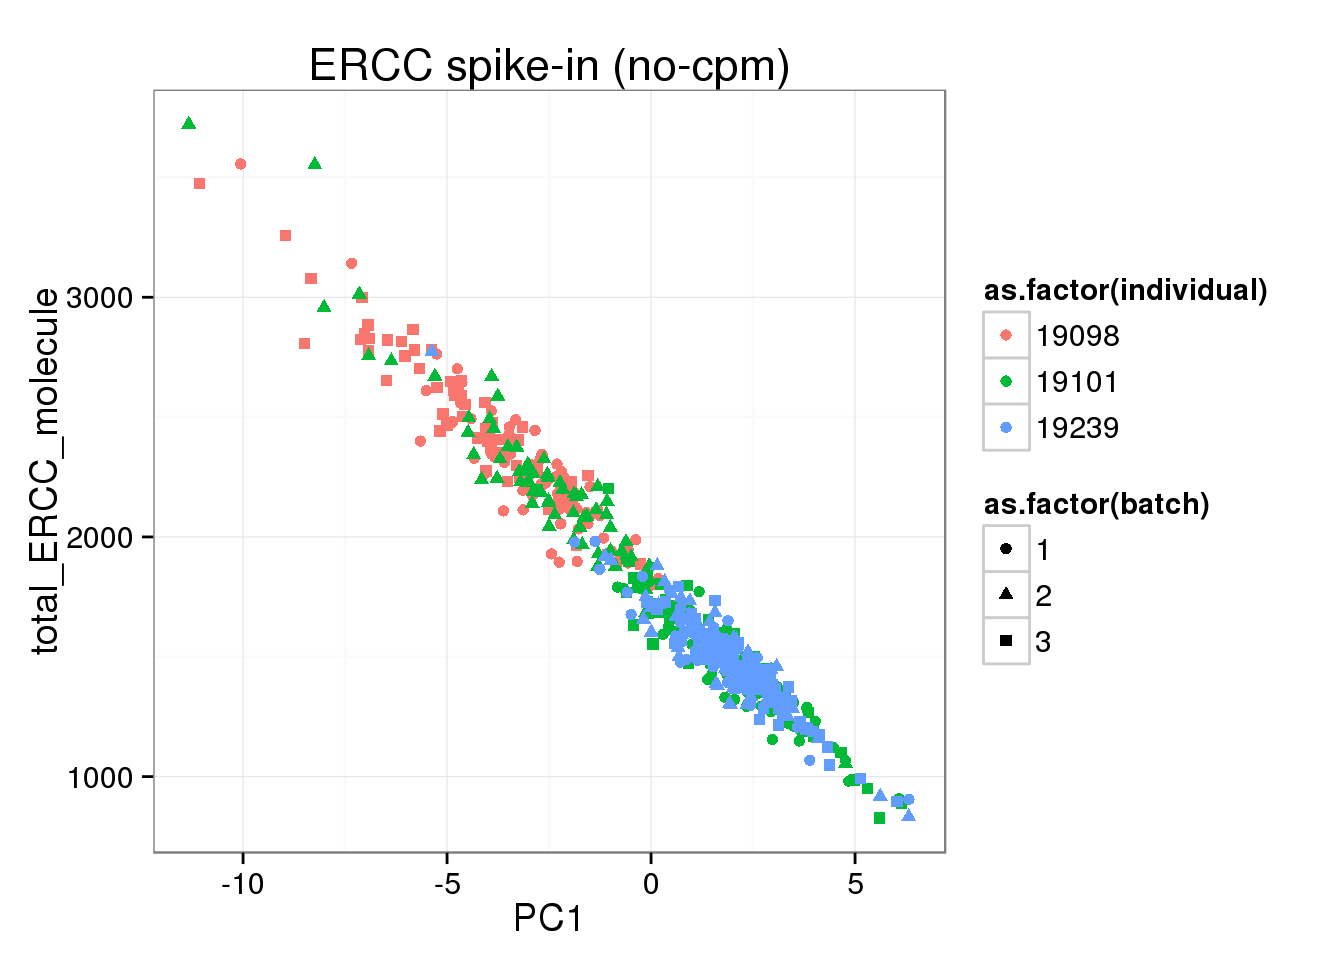 ERCC spike-in (no-cpm)
total_ERCC_molecule
3000
2000
1000
-10
-5
0
5
PC1
as.factor(individual)
19098
19101
19239
as.factor(batch)
1
2
3